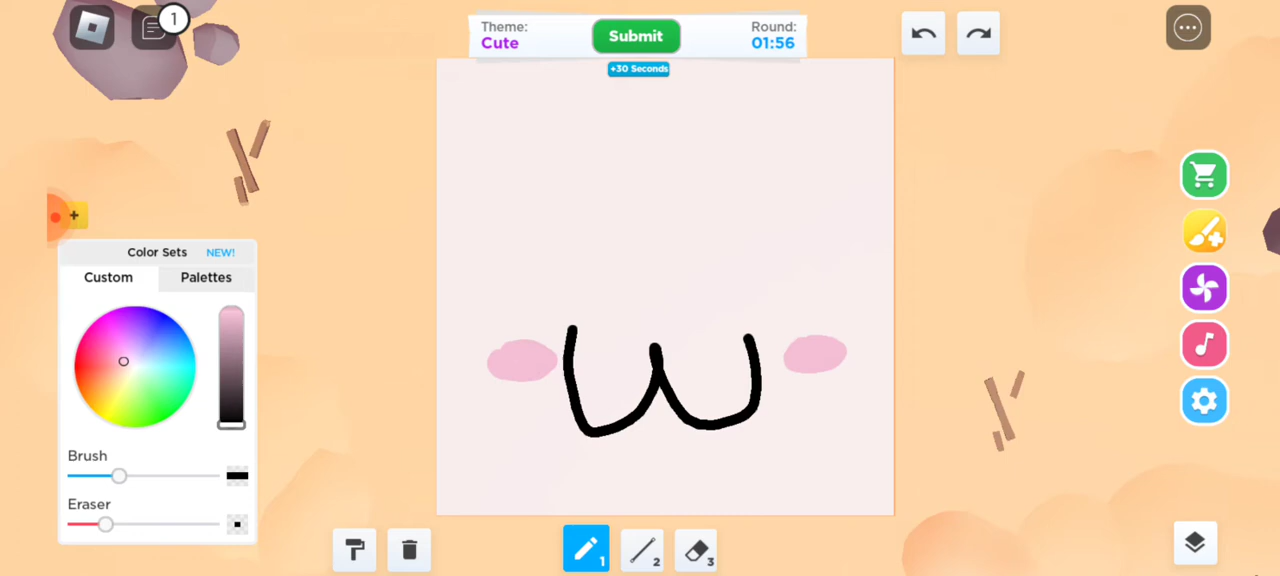 1
Theme:
Cute
Submit
Round:
01:56
+30 Seconds
+
Color Sets NEW!
Custom Palettes
Brush
Eraser
1
2
3